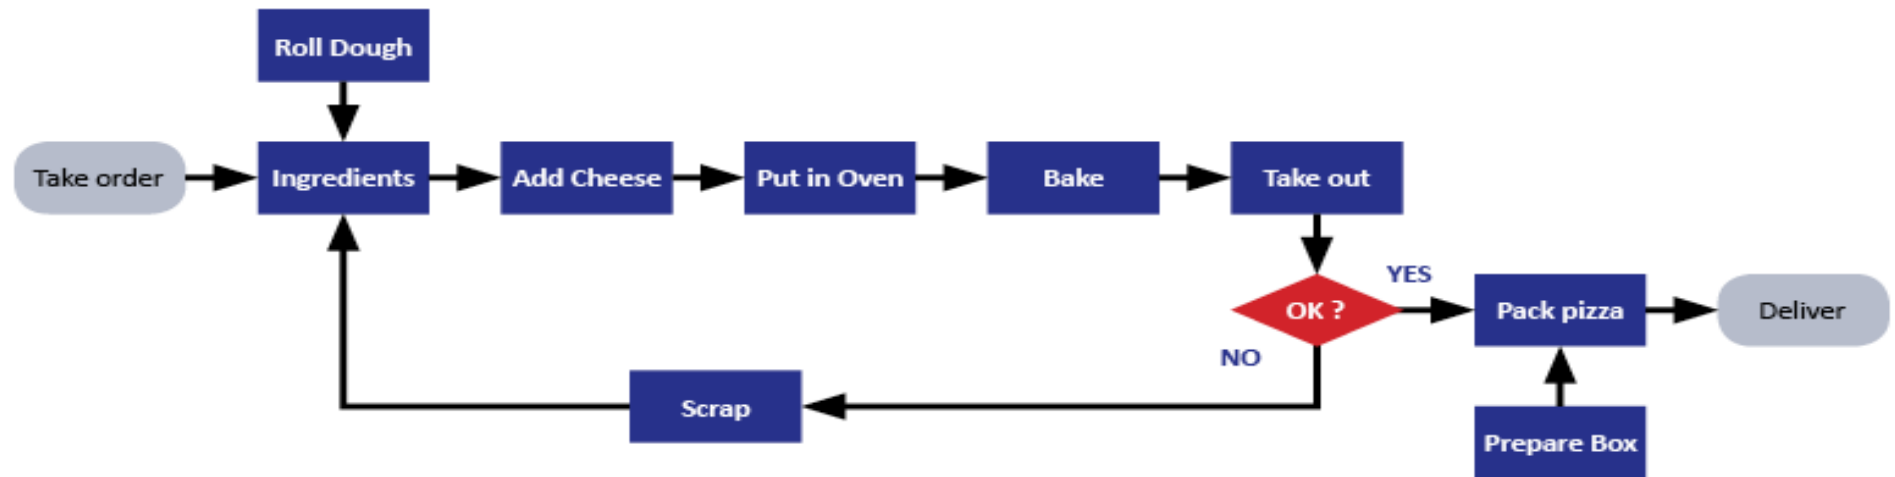 Roll Dough
Take order
Ingredients
Add Cheese
Put in Oven
Bake
Take out
OK ?
YES
NO
Pack pizza
Deliver
Scrap
Prepare Box